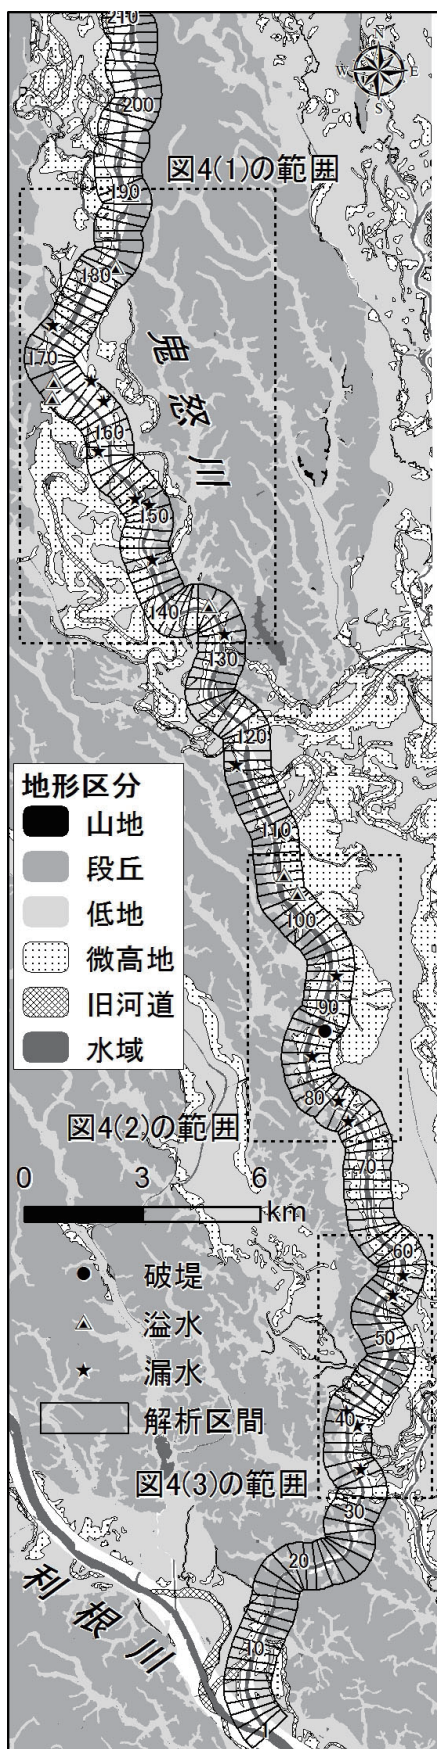 210
200
N
W
E
S
図4(1)の範囲
190
180
鬼怒川
170
160
150
140
130
120
地形区分
山地
段丘
低地
微高地
旧河道
水域
110
100
90
80
図4(2)の範囲
70
0 3 6
km
60
破堤
溢水
漏水
解析区間
50
40
図4(3)の範囲
30
20
利根川
10
1